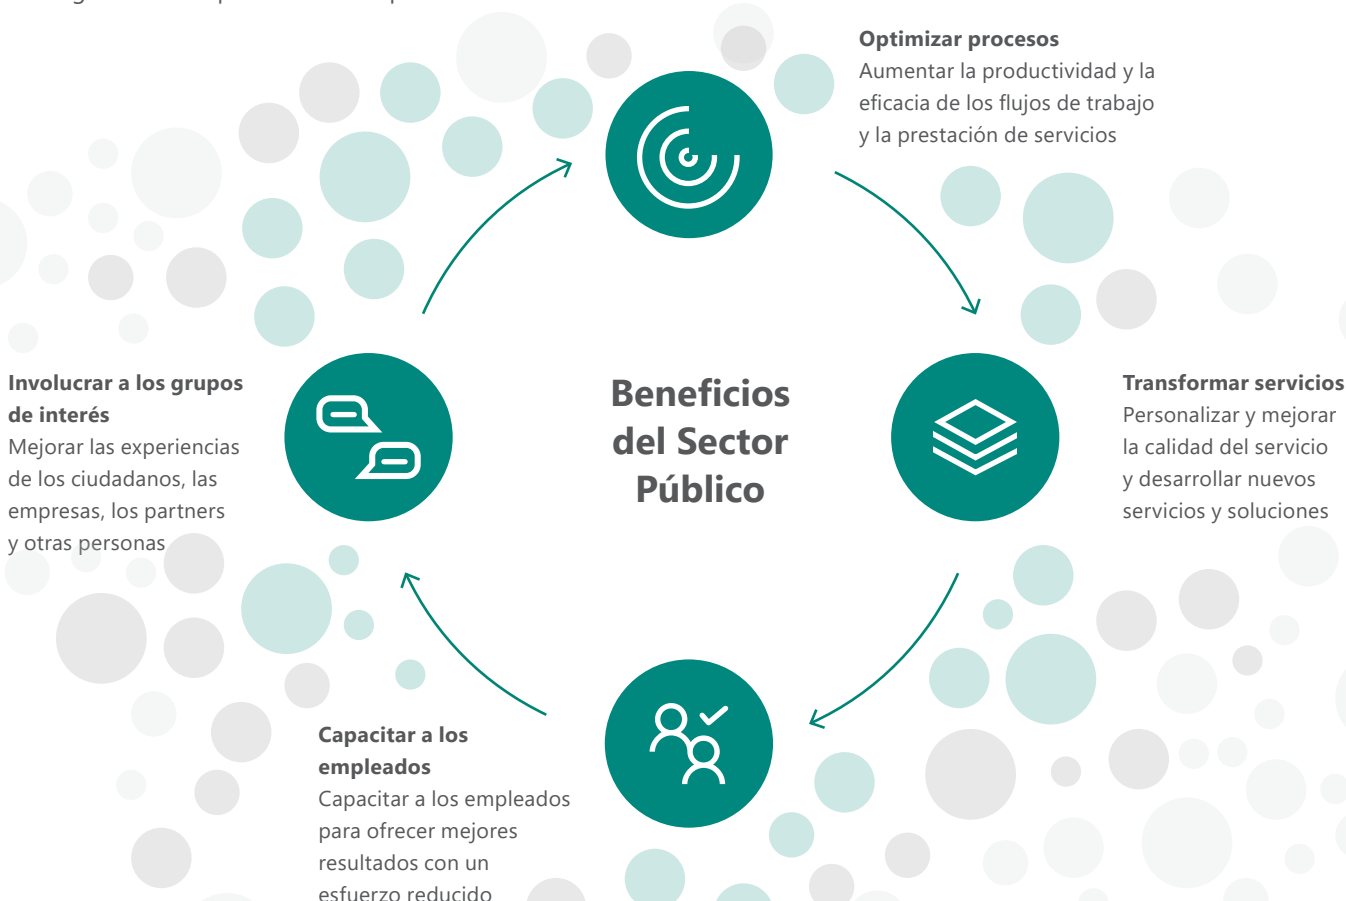 Optimizar procesos
Aumentar la productividad y la
eficacia de los flujos de trabajo
y la prestación de servicios
Involucrar a los grupos
de interés
Mejorar las experiencias
de los ciudadanos, las
empresas, los partners
y otras personas
Beneficios
del Sector
Público
Transformar servicios
Personalizar y mejorar
la calidad del servicio
y desarrollar nuevos
servicios y soluciones
Capacitar a los
empleados
Capacitar a los empleados
para ofrecer mejores
resultados con un
esfuerzo reducido